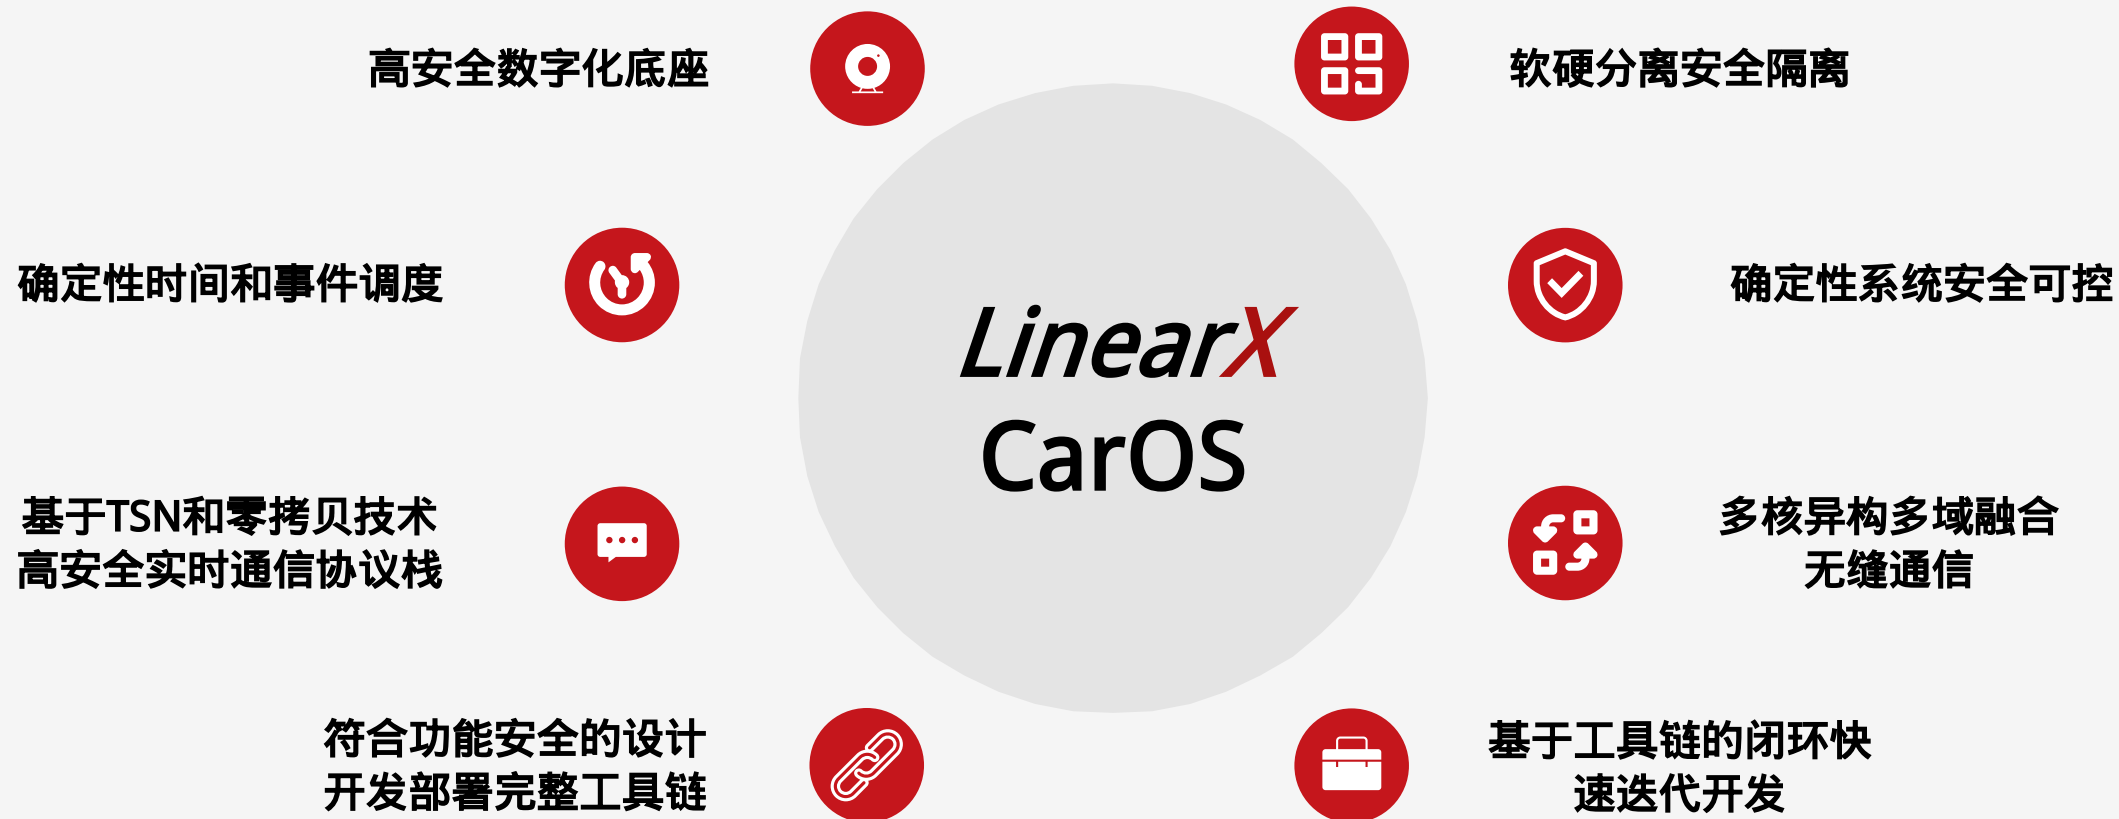 高安全数字化底座
软硬分离安全隔离
确定性时间和事件调度
确定性系统安全可控
LinearX
CarOS
基于TSN和零拷贝技术
高安全实时通信协议栈
多核异构多域融合
无缝通信
符合功能安全的设计
开发部署完整工具链
基于工具链的闭环快
速迭代开发